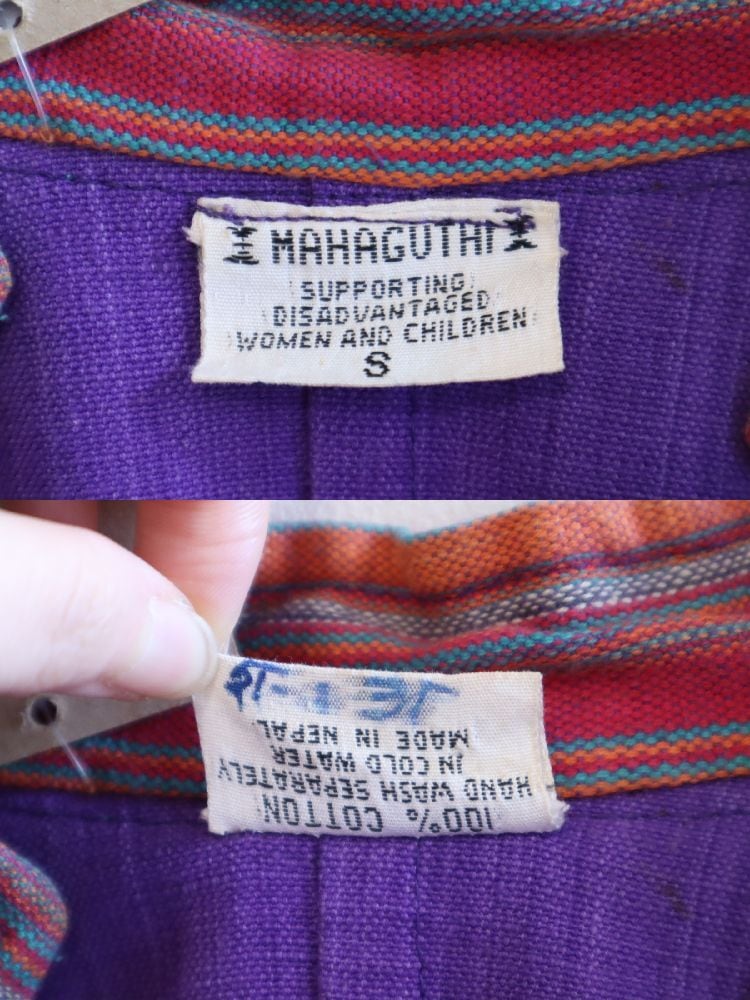 MAHAGUTHI
SUPPORTING
DISADVANTAGED
WOMEN AND CHILDREN
S
100% COTTON
HAND WASH SEPARATELY
IN COLD WATER
MADE IN NEPAL